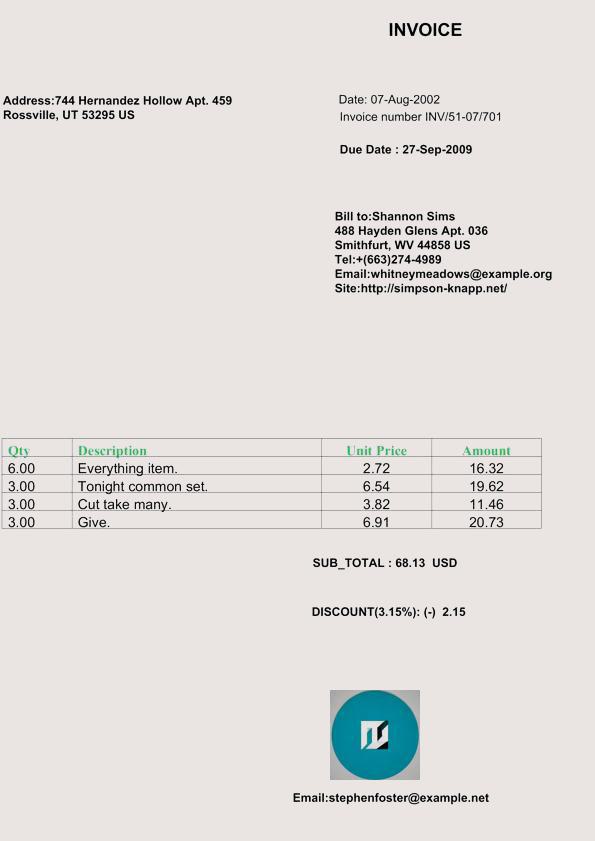 INVOICE
Address:744 Hernandez Hollow Apt. 459
Rossville, UT 53295 US
Date: 07-Aug-2002
Invoice number INV/51-07/701
Due Date : 27-Sep-2009
Bill to:Shannon Sims
488 Hayden Glens Apt. 036
Smithfurt, WV 44858 US
Tel:+(663)274-4989
Email:whitneymeadows@example.org
Site:http://simpson-knapp.net/
Qty Description Unit Price Amount
6.00 Everything item. 2.72 16.32
3.00 Tonight common set. 6.54 19.62
3.00 Cut take many. 3.82 11.46
3.00 Give. 6.91 20.73
SUB_TOTAL : 68.13 USD
DISCOUNT(3.15%): (-) 2.15
Email:stephenfoster@example.net